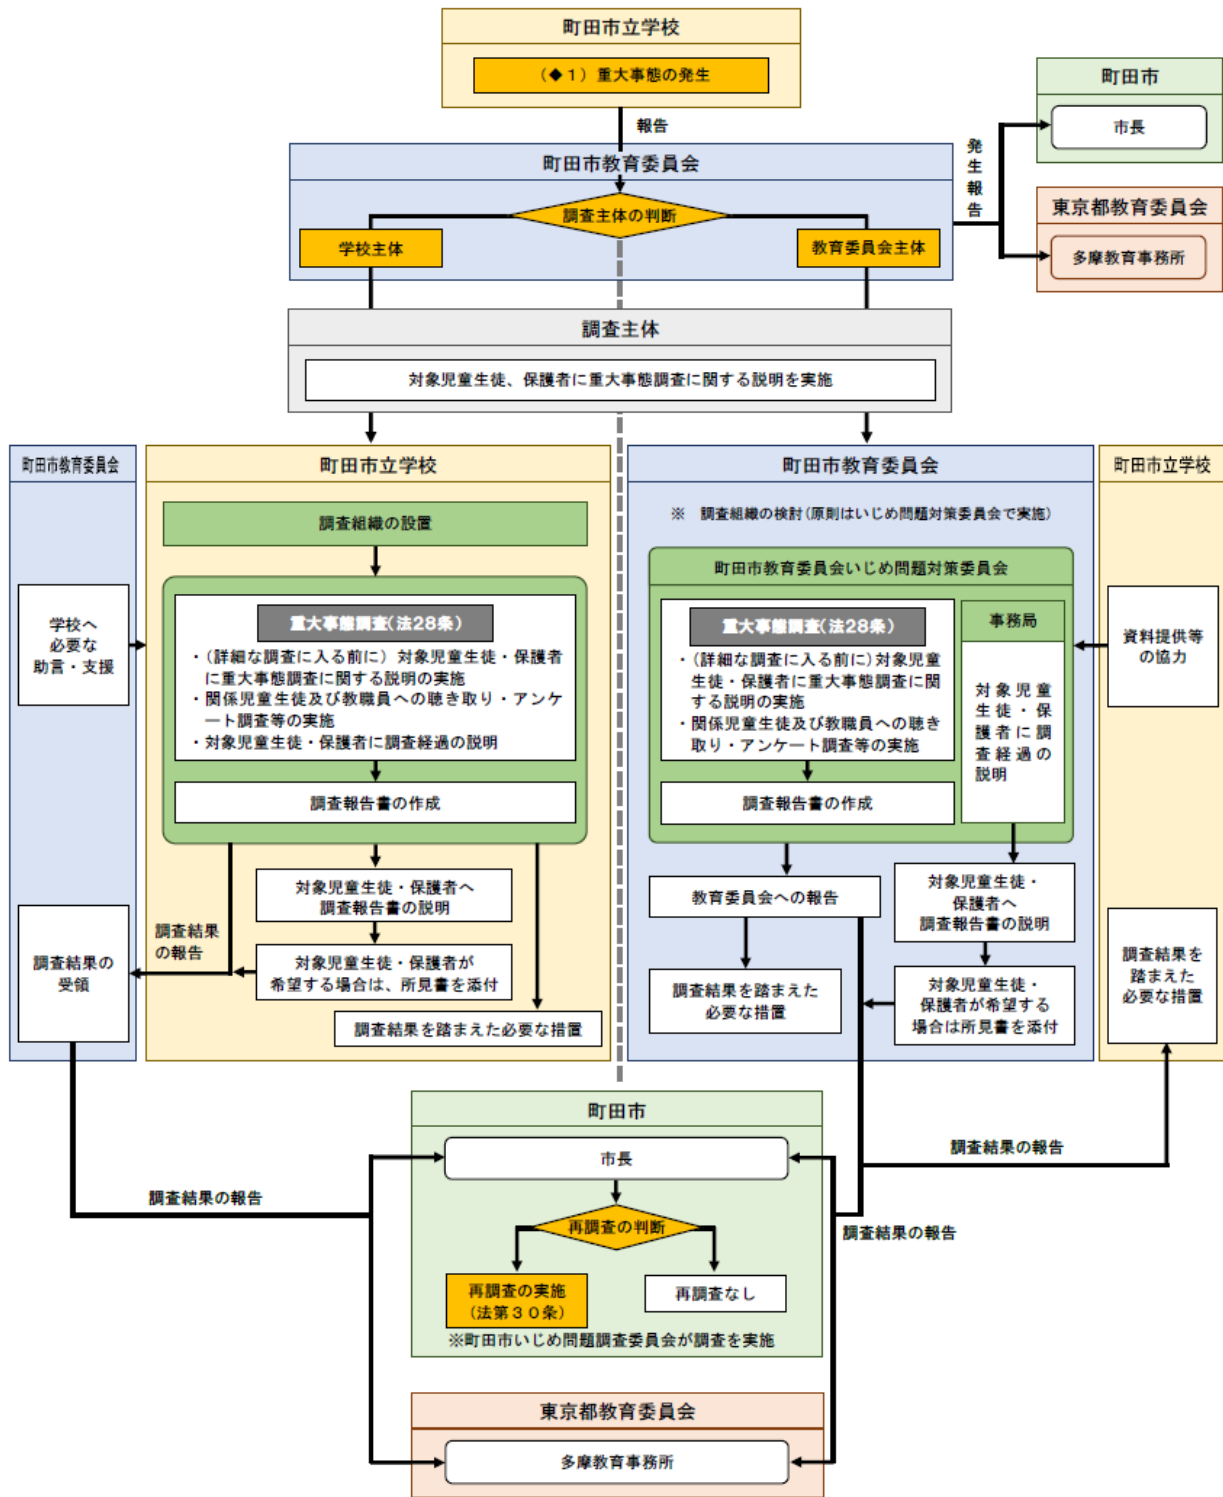 町田市立学校
（◆１）重大事態の発生
報告
町田市
市長
発生報告
東京都教育委員会
多摩教育事務所
町田市教育委員会
調査主体の判断
学校主体
教育委員会主体
調査主体
対象児童生徒、保護者に重大事態調査に関する説明を実施
町田市教育委員会
学校へ
必要な
助言・支援
調査結果の
受領
町田市立学校
調査組織の設置
重大事態調査(法28条)
・(詳細な調査に入る前に) 対象児童生徒・保護者
に重大事態調査に関する説明の実施
・関係児童生徒及び教職員への聴き取り・アンケ
ート調査等の実施
・対象児童生徒・保護者に調査経過の説明
調査報告書の作成
対象児童生徒・保護者へ
調査報告書の説明
調査結果
の報告
対象児童生徒・保護者が
希望する場合は、所見書を添付
調査結果を踏まえた必要な措置
町田市教育委員会
※　調査組織の検討(原則はいじめ問題対策委員会で実施)
町田市教育委員会いじめ問題対策委員会
重大事態調査(法28条)
・(詳細な調査に入る前に)対象児童
生徒・保護者に重大事態調査に関
する説明の実施
・関係児童生徒及び教職員への聴き
取り・アンケート調査等の実施
調査報告書の作成
事務局
対象児童
生徒・保
護者に調
査経過の
説明
教育委員会への報告
調査結果を踏まえた
必要な措置
対象児童生徒・
保護者へ
調査報告書の説明
対象児童生徒・
保護者が希望する
場合は所見書を添付
町田市立学校
資料提供等
の協力
調査結果を
踏まえた
必要な措置
調査結果の報告
町田市
市長
再調査の判断
再調査の実施
(法第３０条)
再調査なし
※町田市いじめ問題調査委員会が調査を実施
調査結果の報告
調査結果の報告
東京都教育委員会
多摩教育事務所